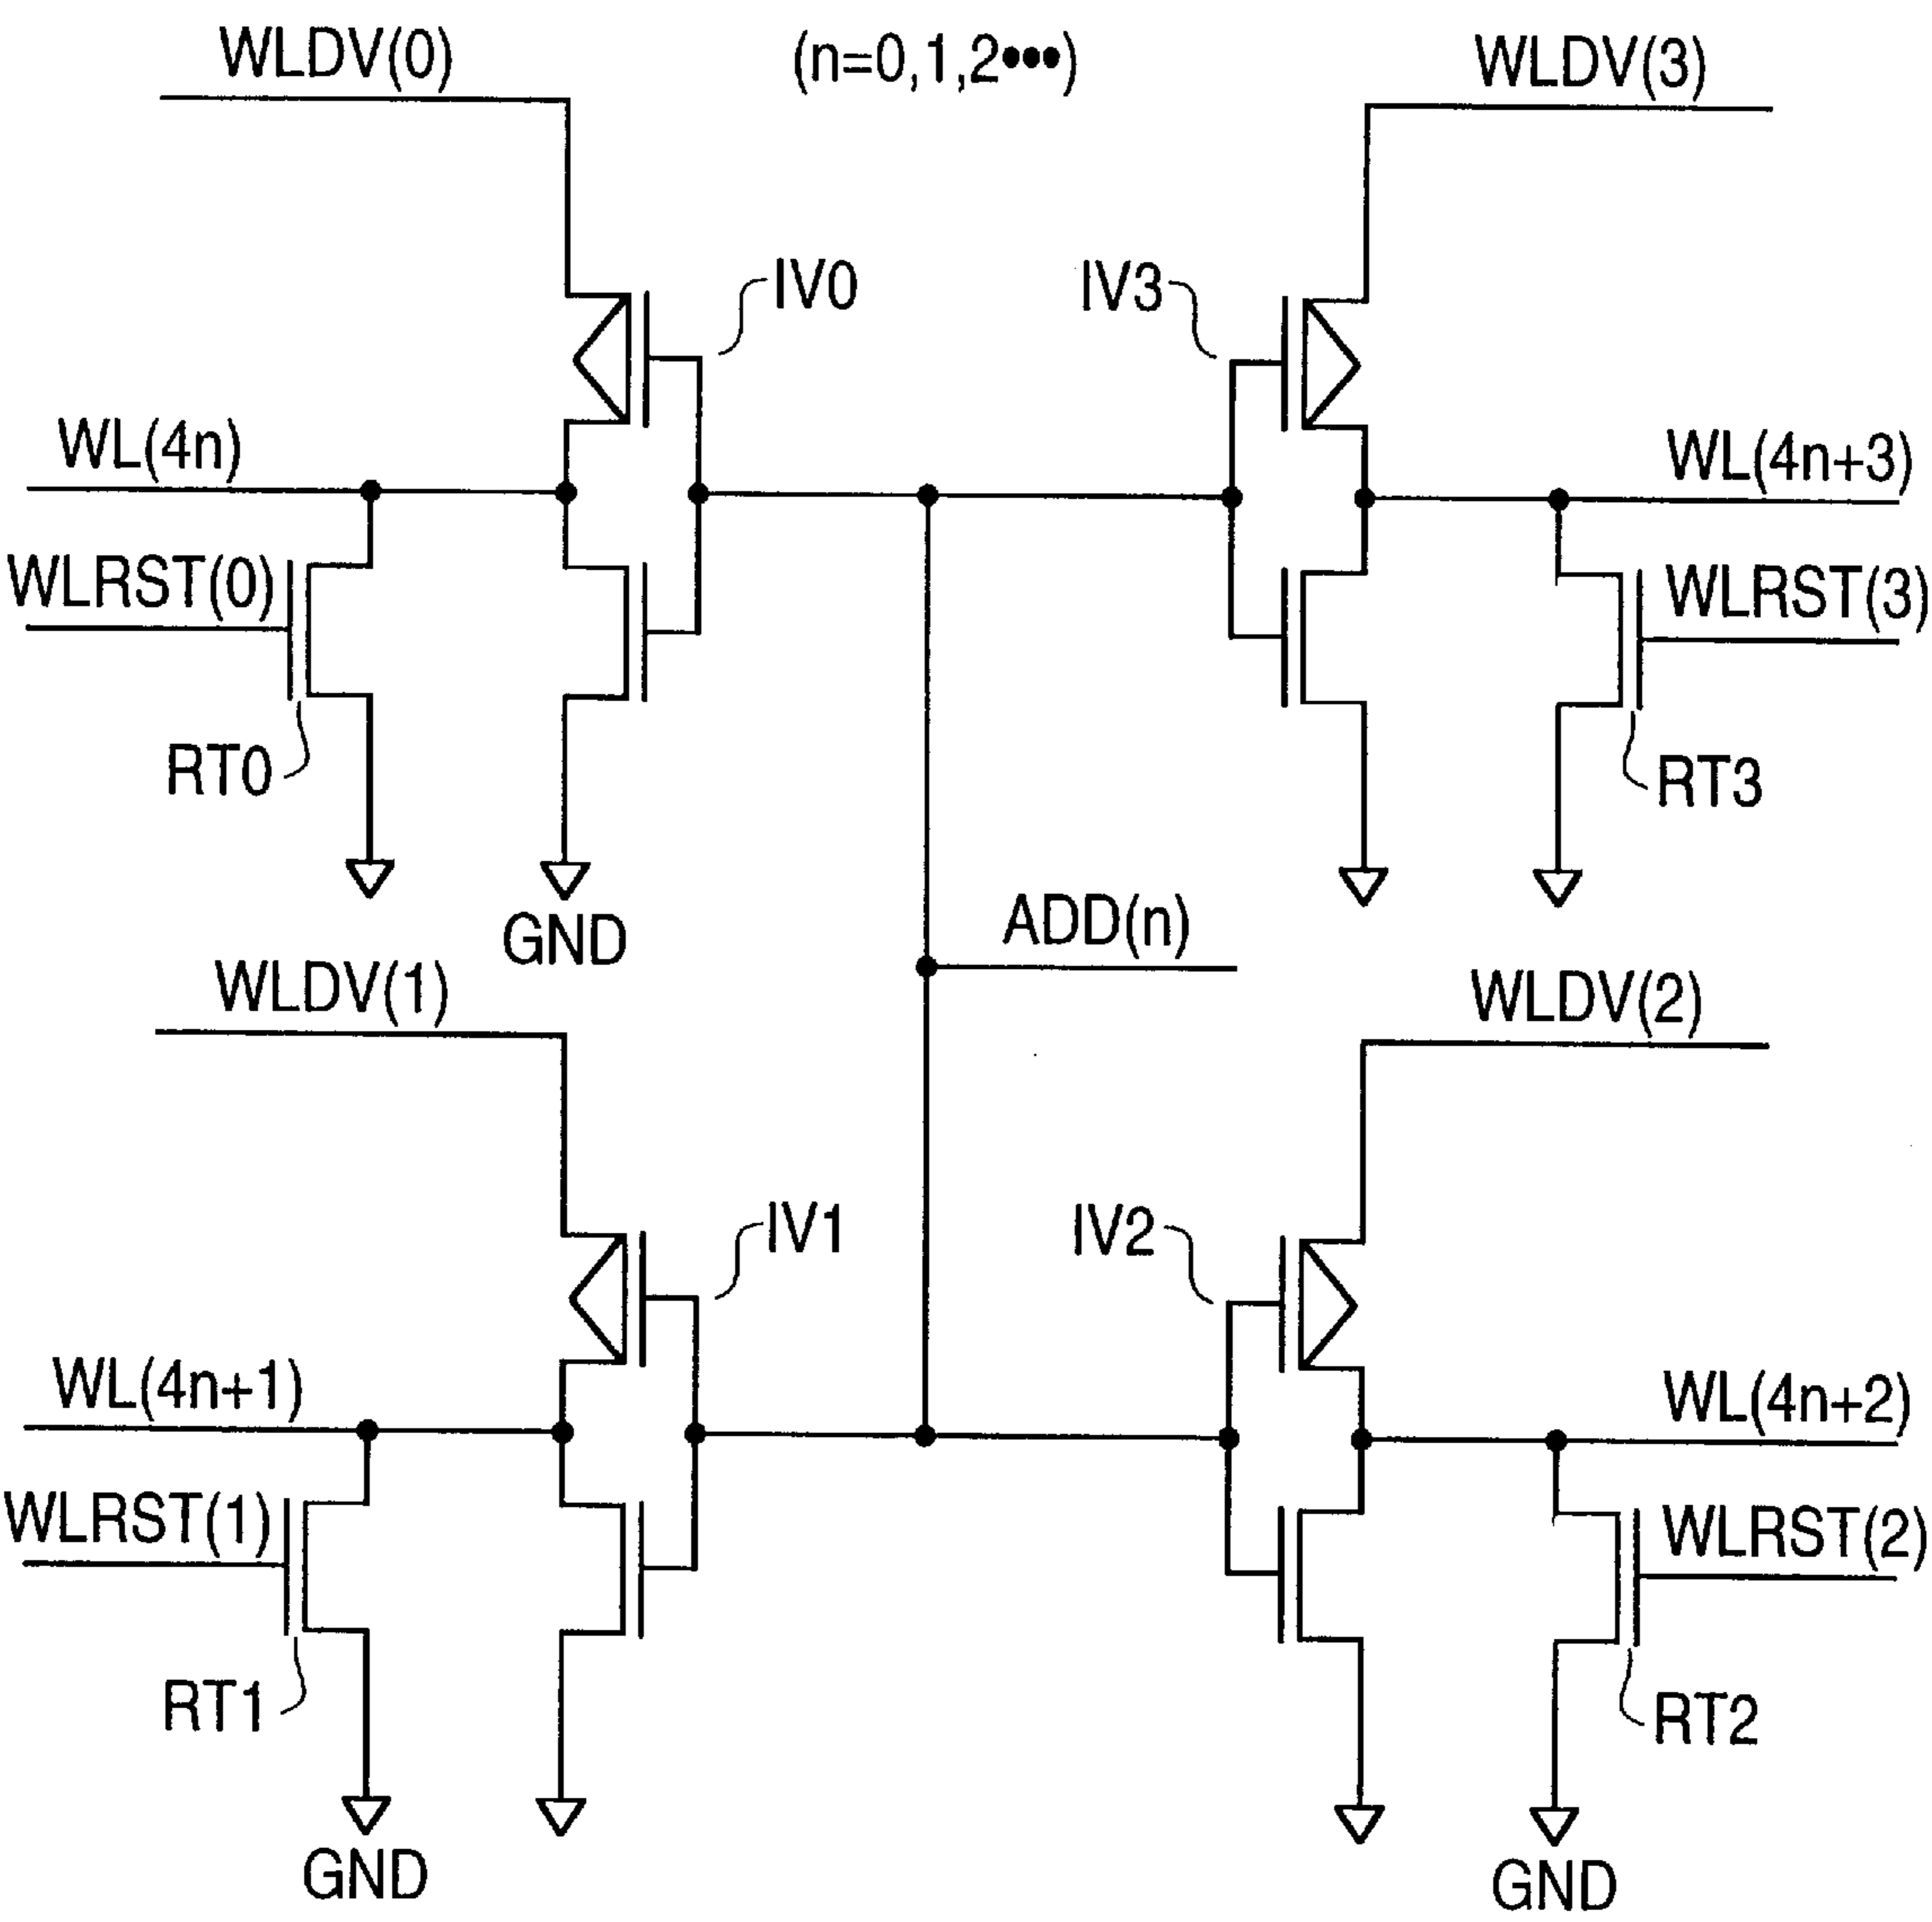 WLDV(0)
(n=0,1,2•••)
WLDV(3)
IV0
IV3
WL(4n)
WL(4n+3)
WLRST(0)
WLRST(3)
RT0
RT3
GND
ADD(n)
WLDV(1)
WLDV(2)
IV1
IV2
WL(4n+1)
WL(4n+2)
WLRST(1)
WLRST(2)
RT1
RT2
GND
GND